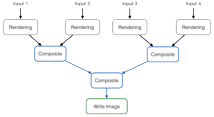 Input 1 Input 2 Input 3 Input 4
Rendering Rendering Rendering Rendering
Composite Composite
Composite
Write Image